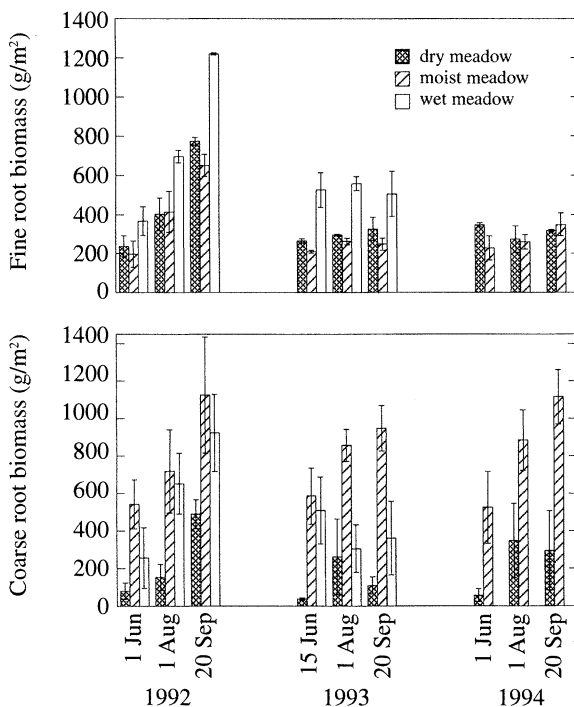 Fine root biomass (g/m²)
1400
1200
1000
800
600
400
200
0
dry meadow
moist meadow
wet meadow
Coarse root biomass (g/m²)
1400
1200
1000
800
600
400
200
0
1 Jun
1 Aug
20 Sep
15 Jun
1 Aug
20 Sep
1 Jun
1 Aug
20 Sep
1992
1993
1994